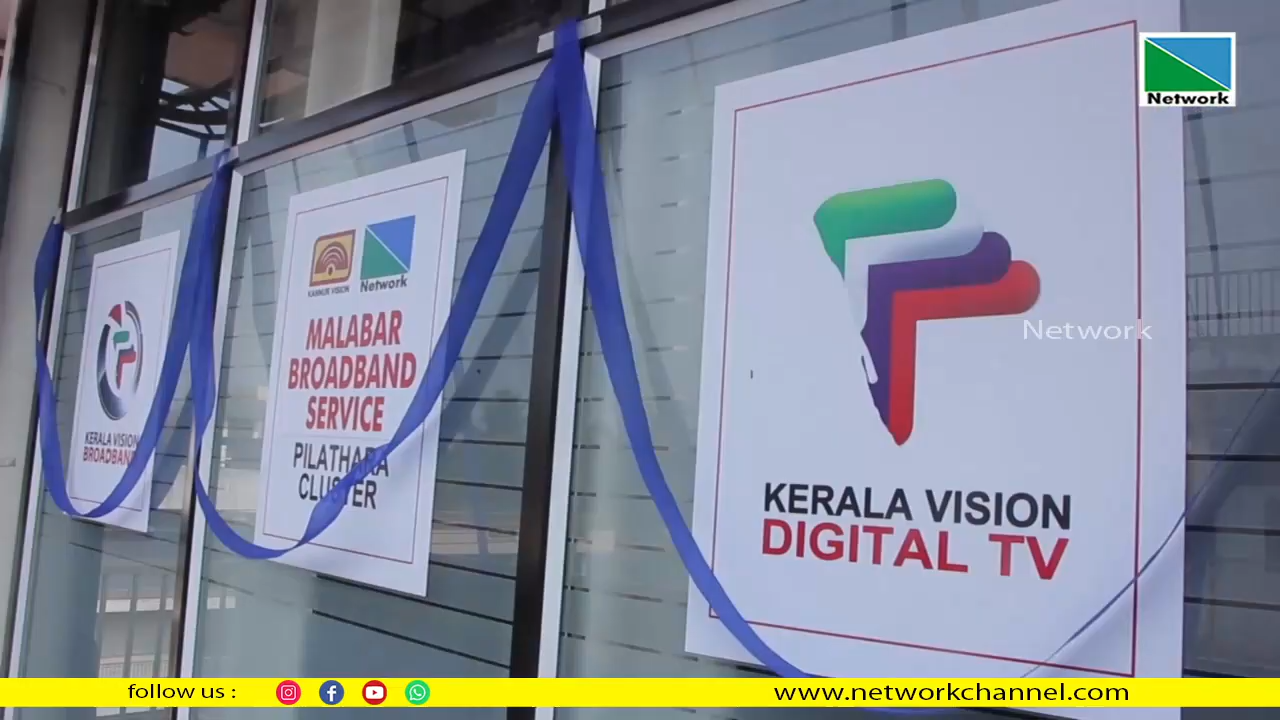 Network
KERALA VISION
BROADBAND
KANNUR VISION
Network
MALABAR
BROADBAND
SERVICE
PILATHARA
CLUSTER
KERALA VISION
DIGITAL TV
Network
follow us :
www.networkchannel.com